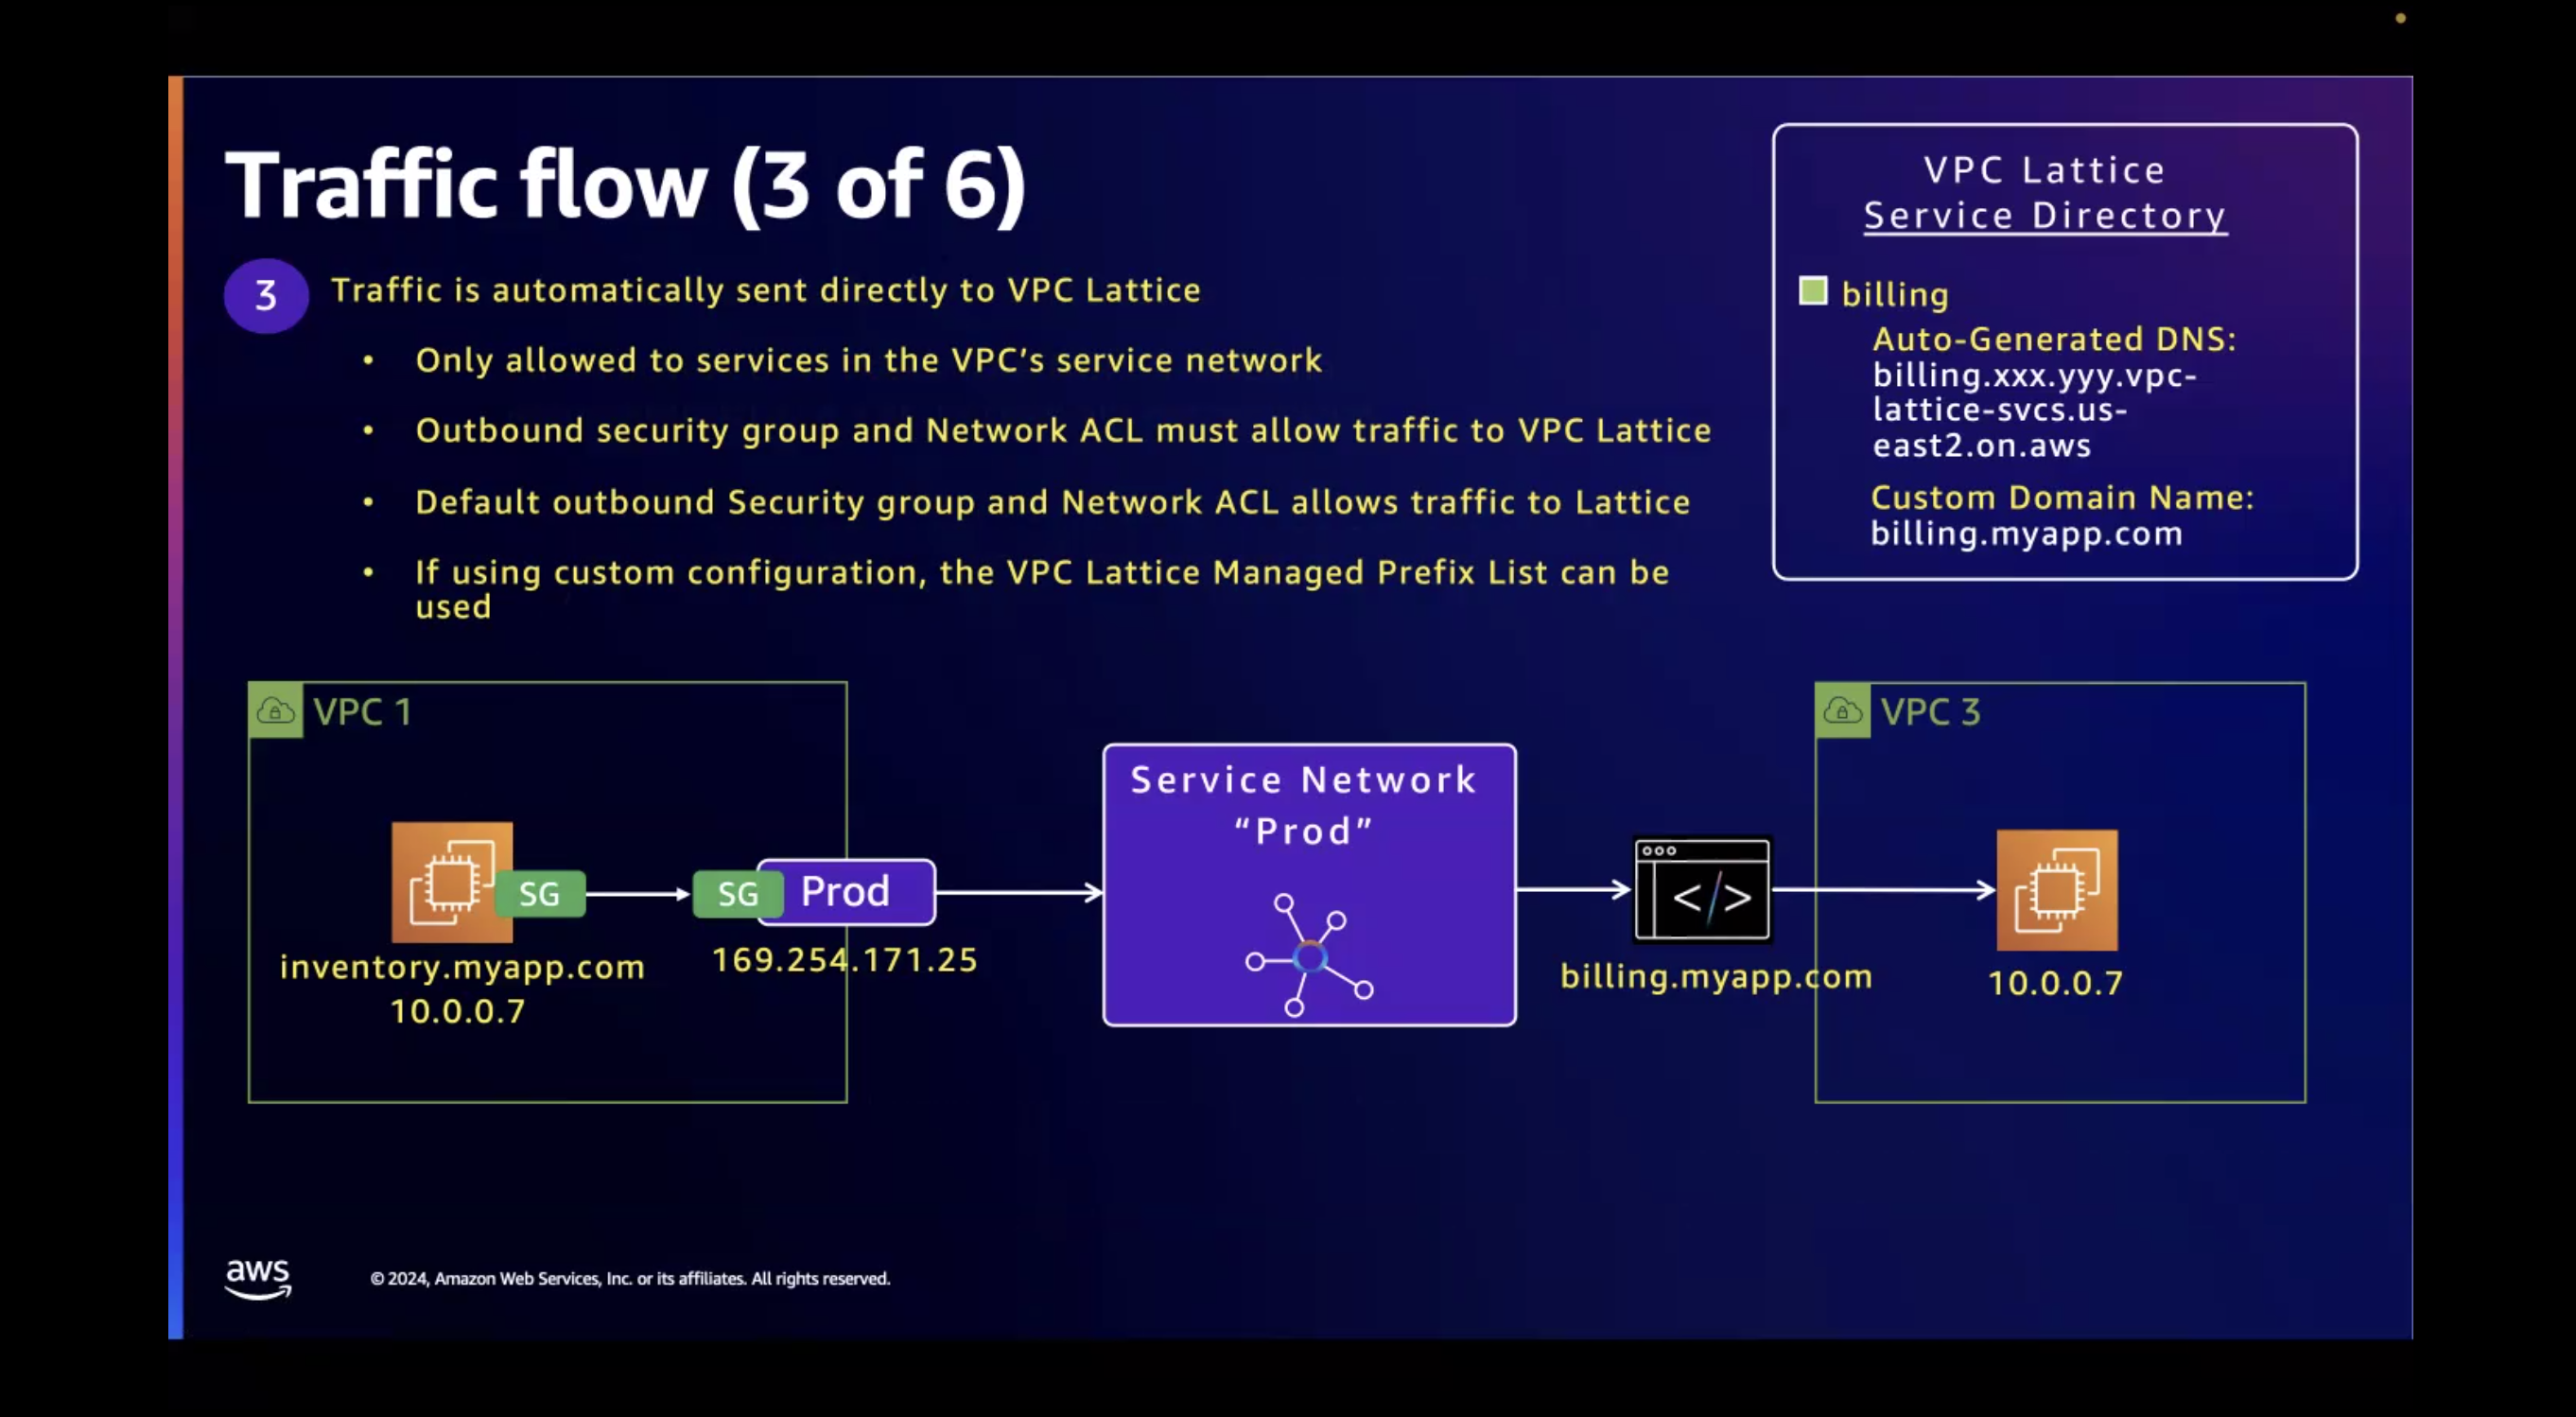 Traffic flow (3 of 6)
3
Traffic is automatically sent directly to VPC Lattice
• Only allowed to services in the VPC’s service network
• Outbound security group and Network ACL must allow traffic to VPC Lattice
• Default outbound Security group and Network ACL allows traffic to Lattice
• If using custom configuration, the VPC Lattice Managed Prefix List can be
used
VPC Lattice
Service Directory
billing
Auto-Generated DNS:
billing.xxx.yyy.vpc-
lattice-svcs.us-
east2.on.aws
Custom Domain Name:
billing.myapp.com
VPC 1
SG
inventory.myapp.com
10.0.0.7
SG
Prod
169.254.171.25
Service Network
“Prod”
</>
billing.myapp.com
VPC 3
10.0.0.7
aws
© 2024, Amazon Web Services, Inc. or its affiliates. All rights reserved.